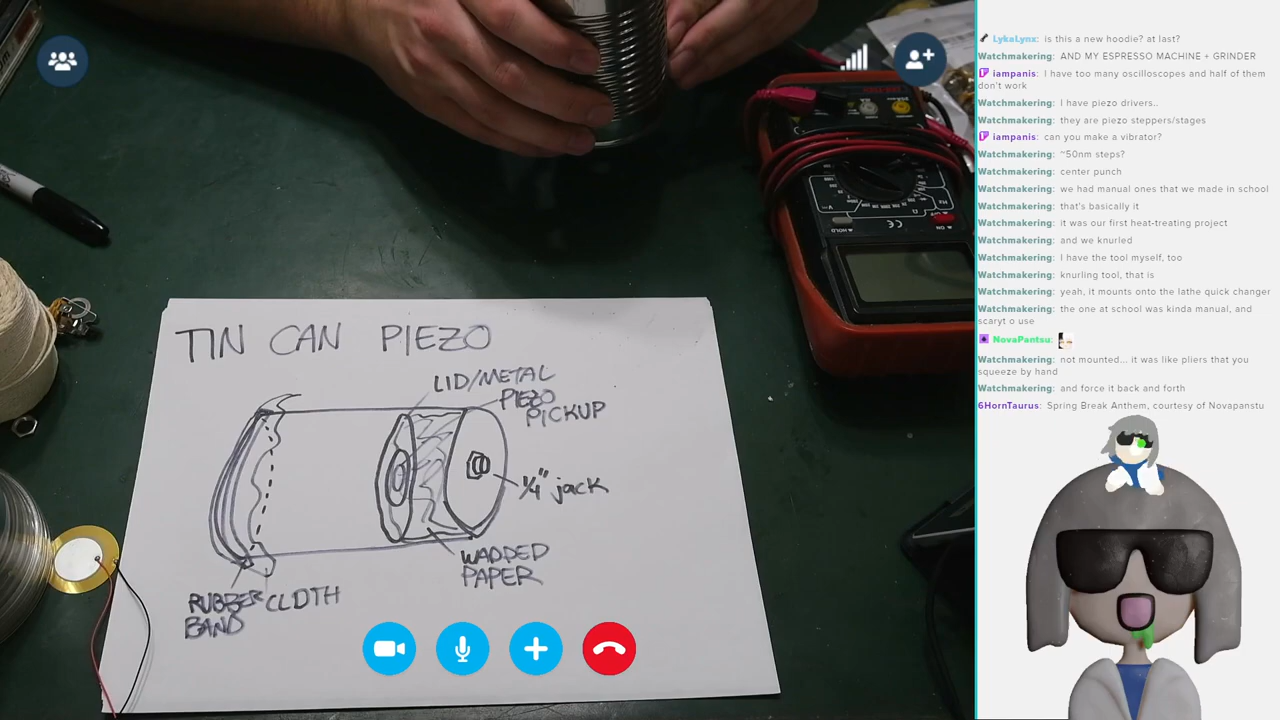 TIN CAN PIEZO
LID/METAL
PIEZO
PICKUP
1/4" jack
WADDED
PAPER
RUBBER
BAND
CLOTH
HOLD
CE
LykaLynx: is this a new hoodie? at last?
Watchmakering: AND MY ESPRESSO MACHINE + GRINDER
iampanis: I have too many oscilloscopes and half of them
don't work
Watchmakering: I have piezo drivers..
Watchmakering: they are piezo steppers/stages
iampanis: can you make a vibrator?
Watchmakering: ~50nm steps?
Watchmakering: center punch
Watchmakering: we had manual ones that we made in school
Watchmakering: that's basically it
Watchmakering: it was our first heat-treating project
Watchmakering: and we knurled
Watchmakering: I have the tool myself, too
Watchmakering: knurling tool, that is
Watchmakering: yeah, it mounts onto the lathe quick changer
Watchmakering: the one at school was kinda manual, and
scaryt o use
NovaPantsu:
Watchmakering: not mounted... it was like pliers that you
squeeze by hand
Watchmakering: and force it back and forth
6HornTaurus: Spring Break Anthem, courtesy of Novapanstu